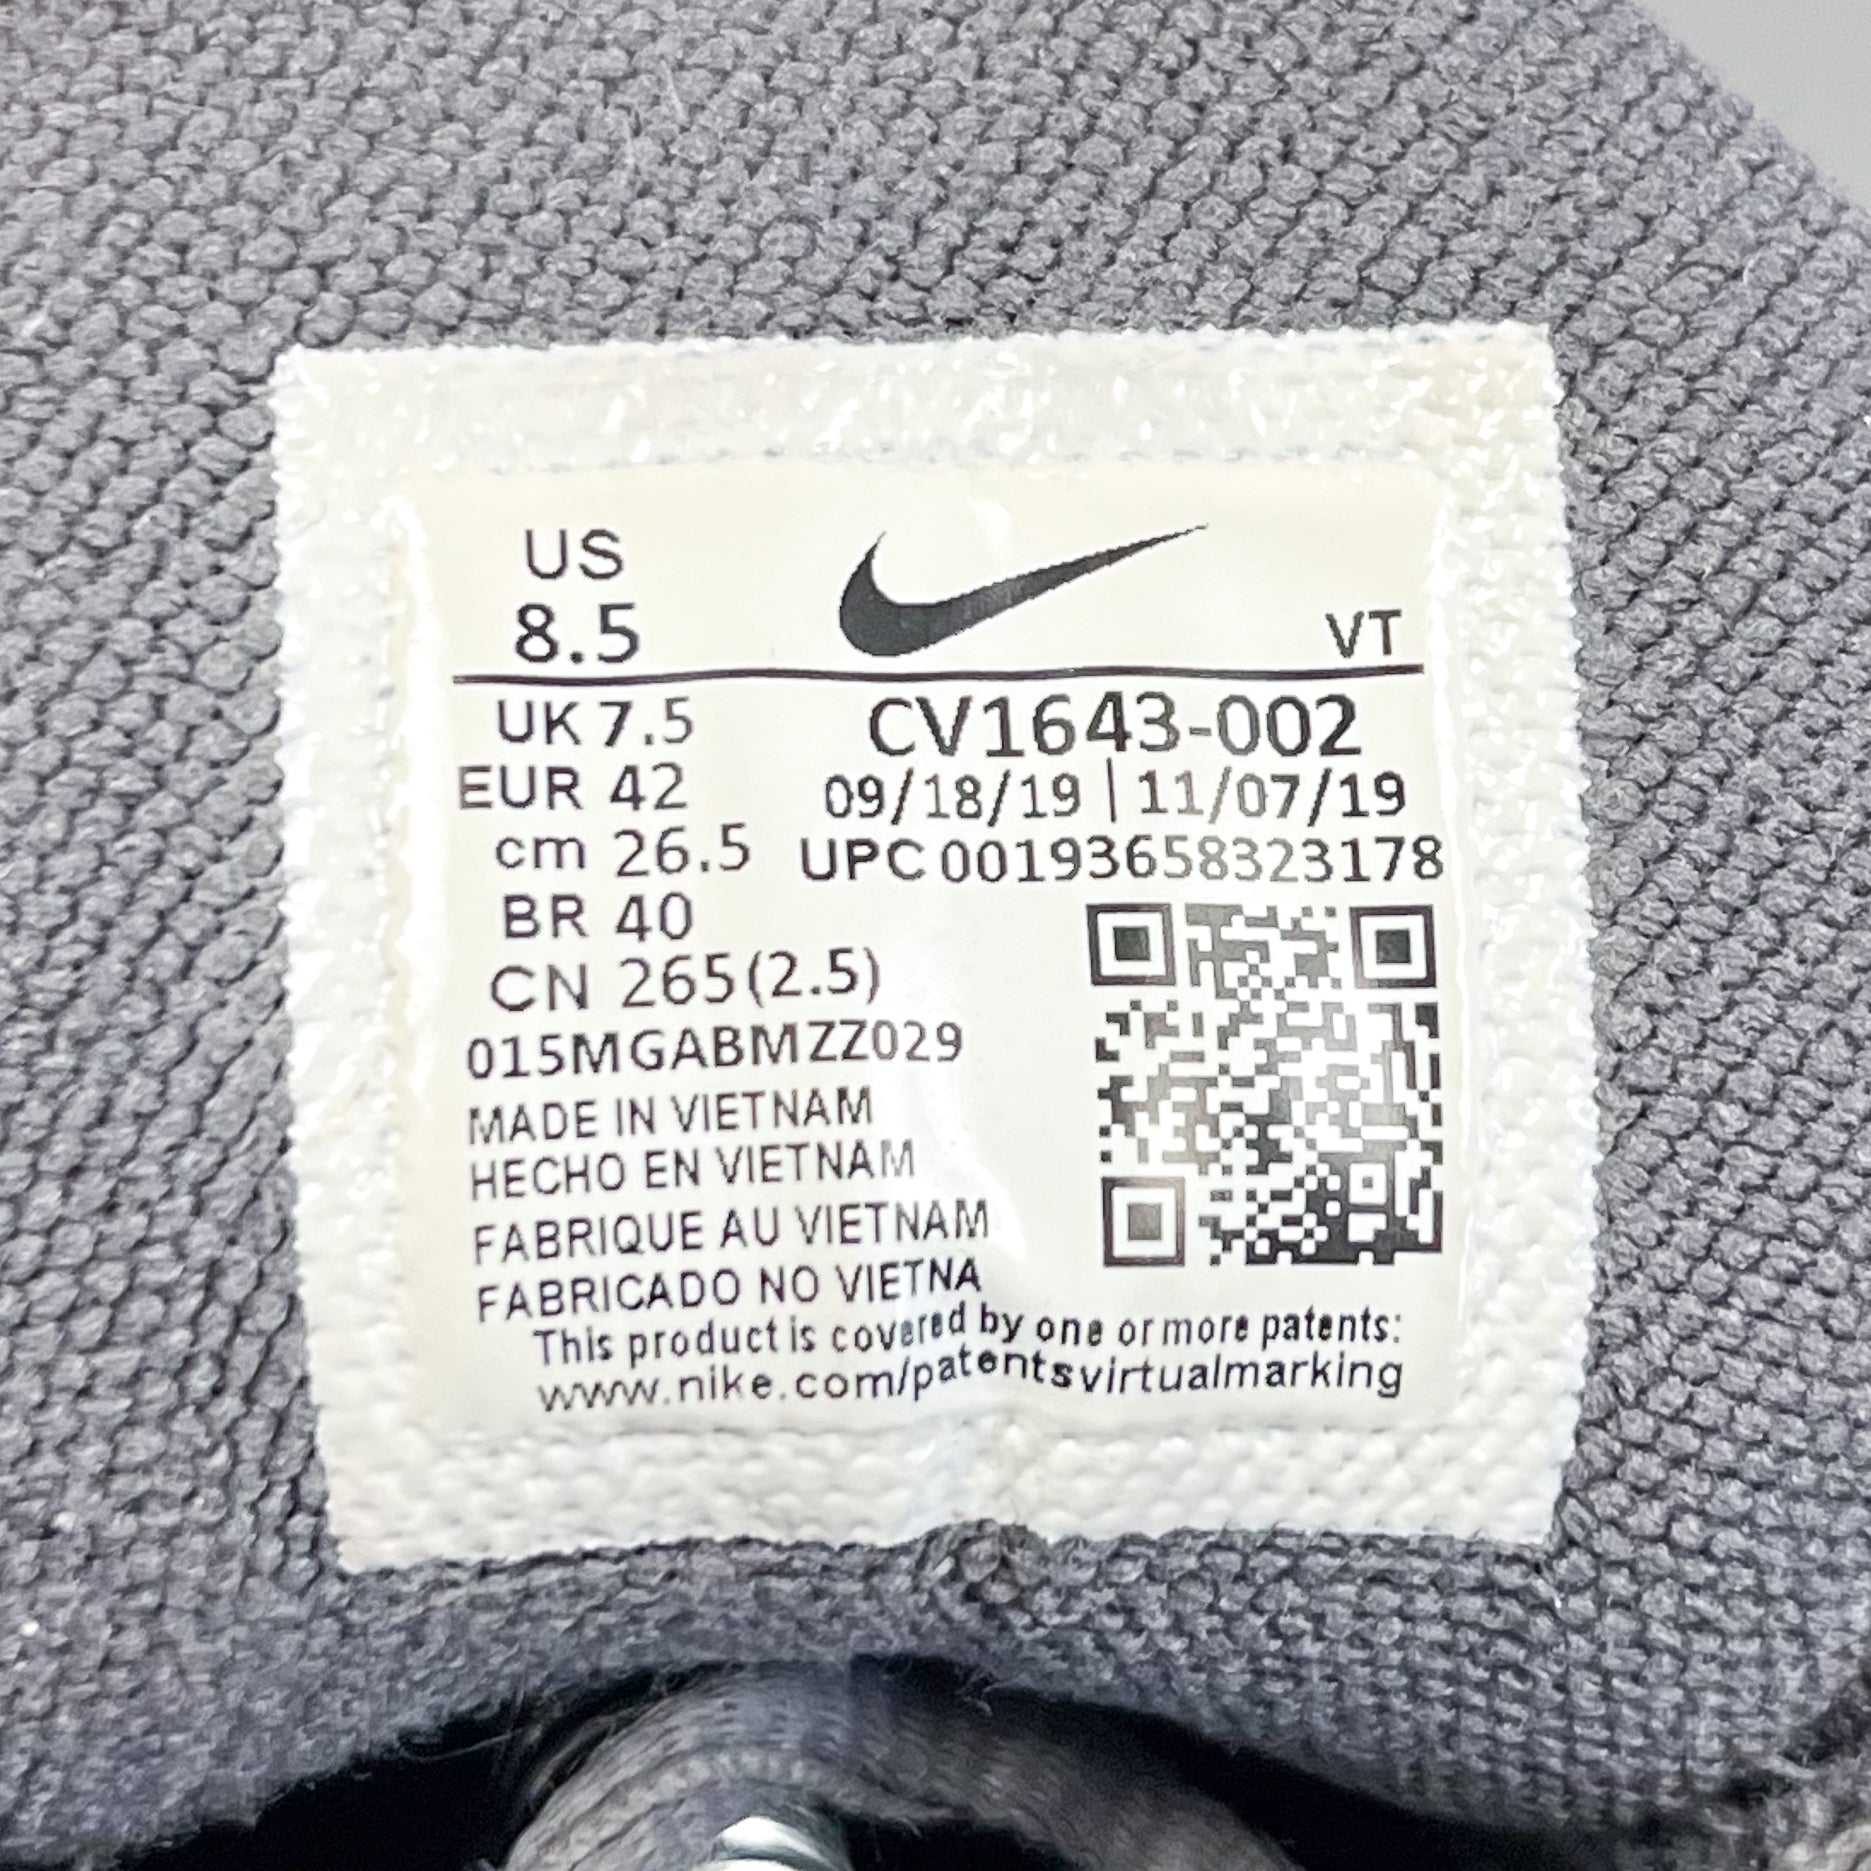 US
8.5
VT
UK 7.5
CV1643-002
EUR 42
09/18/19 | 11/07/19
cm 26.5
UPC 00193658323178
BR 40
CN 265(2.5)
015MGABMZZ029
MADE IN VIETNAM
HECHO EN VIETNAM
FABRIQUE AU VIETNAM
FABRICADO NO VIETNA
This product is covered by one or more patents:
www.nike.com/patentsvirtualmarking